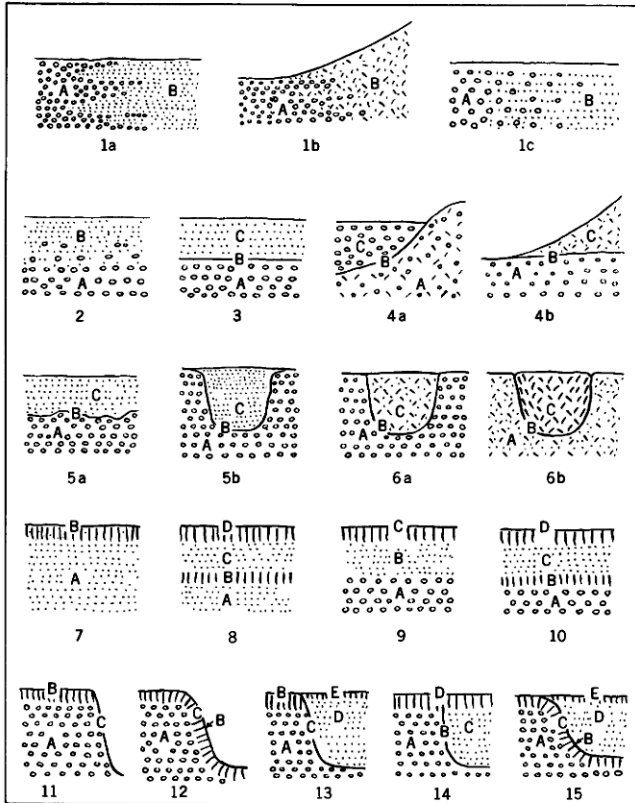 A B A B A B
1a 1b 1c
B C C C
B B B
A A A A
2 3 4a 4b
C C C C
B B B B
A A A A
5a 5b 6a 6b
B D C D
C B C
A B B
A A A
7 8 9 10
B C C B B E D E
D C D
A A A C A B A C B
11 12 13 14 15